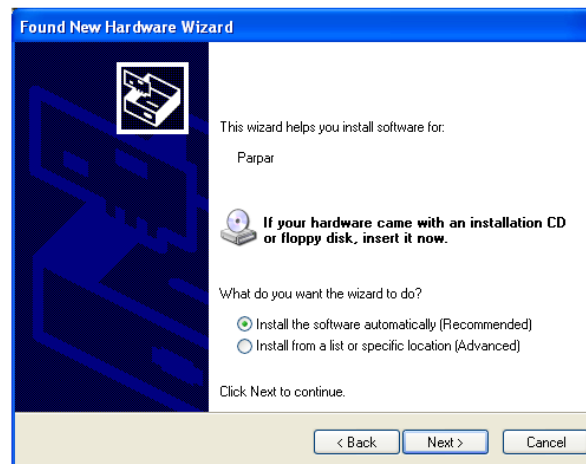 Found New Hardware Wizard
This wizard helps you install software for:
Parpar
If your hardware came with an installation CD
or floppy disk, insert it now.
What do you want the wizard to do?
Install the software automatically (Recommended)
Install from a list or specific location (Advanced)
Click Next to continue.
< Back Next > Cancel